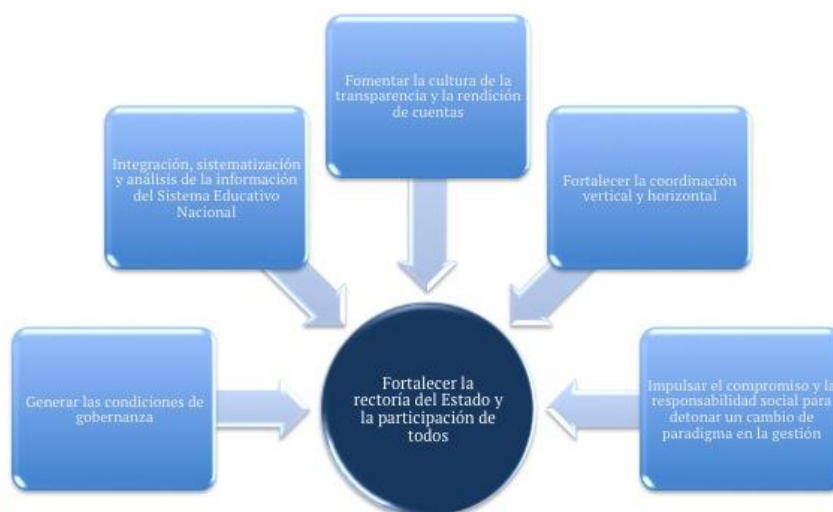 Fomentar la cultura de la
transparencia y la rendición
de cuentas
Integración, sistematización
y análisis de la información
del Sistema Educativo
Nacional
Fortalecer la coordinación
vertical y horizontal
Generar las condiciones de
gobernanza
Fortalecer la
rectoría del Estado y
la participación de
todos
Impulsar el compromiso y la
responsabilidad social para
detonar un cambio de
paradigma en la gestión